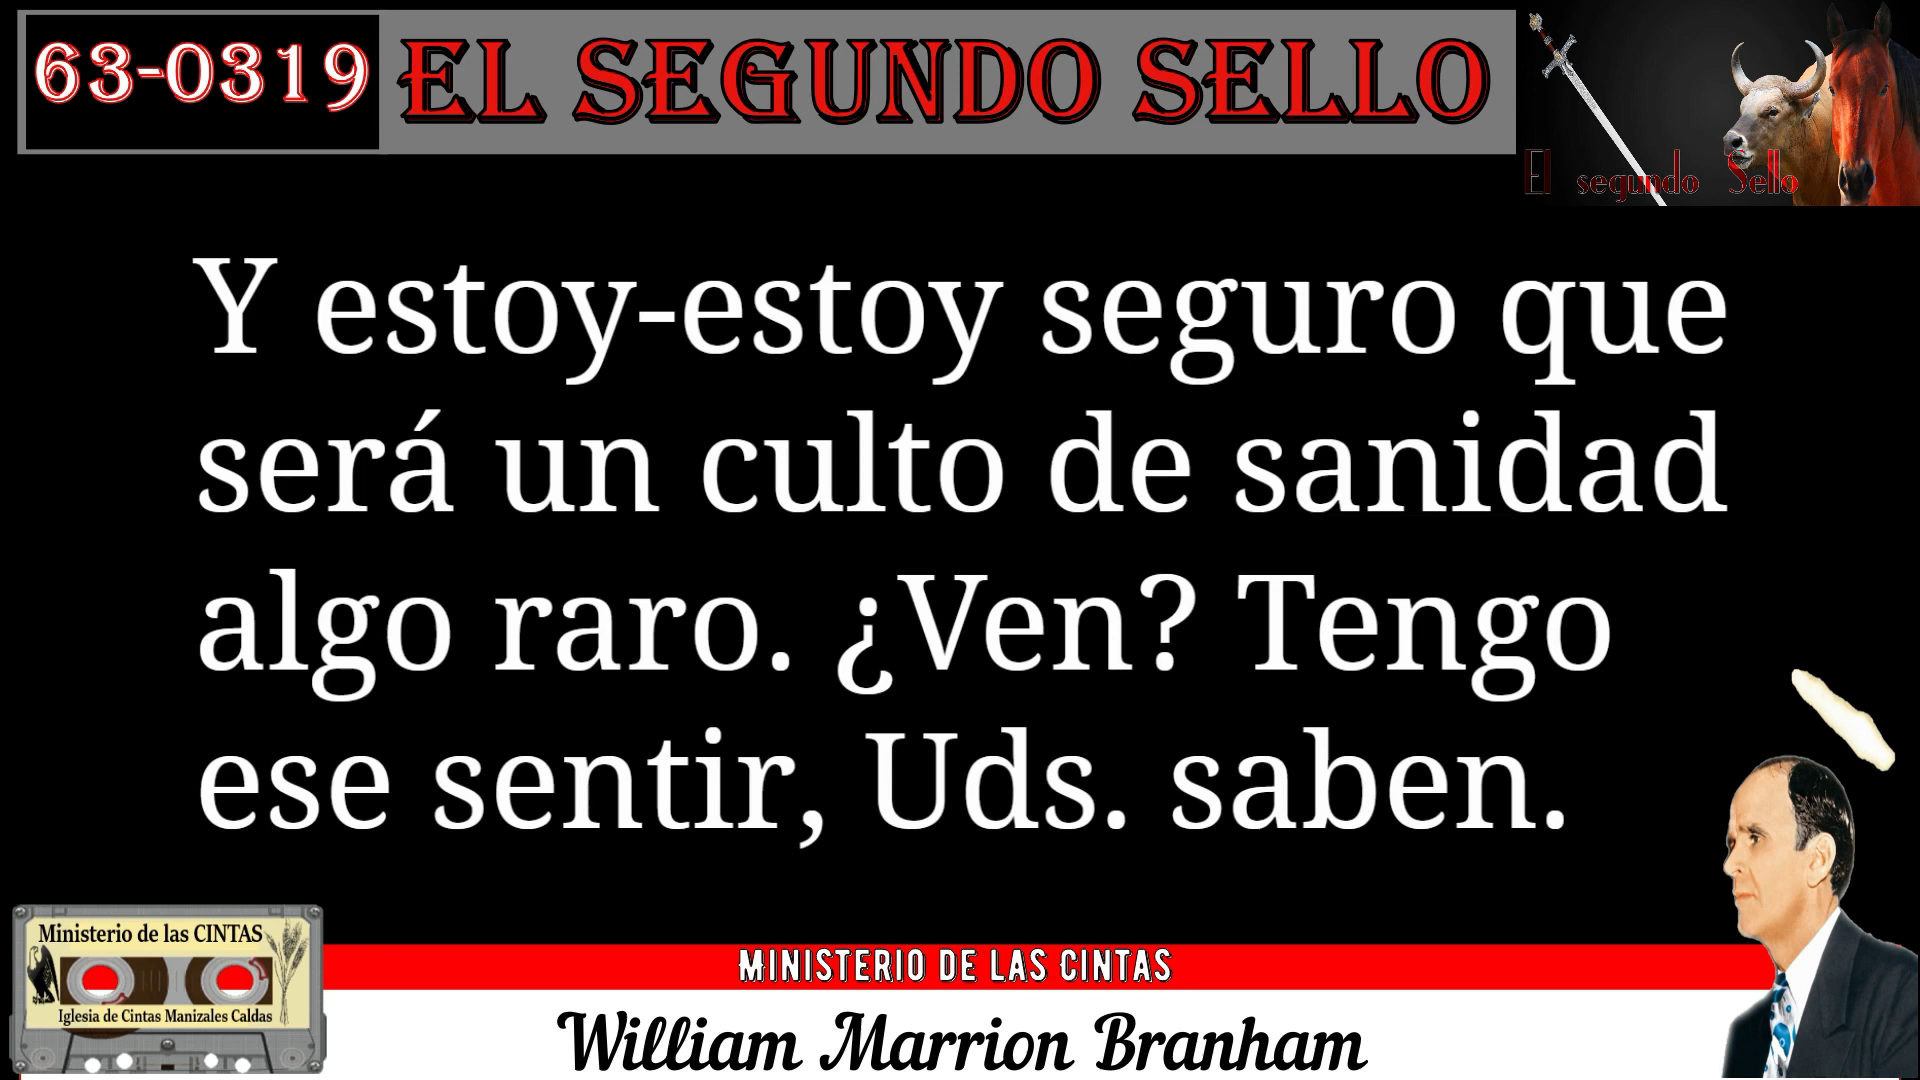 63-0319
EL SEGUNDO SELLO
El segundo Sello
Y estoy-estoy seguro que
será un culto de sanidad
algo raro. ¿Ven? Tengo
ese sentir, Uds. saben.
Ministerio de las CINTAS
Iglesia de Cintas Manizales Caldas
MINISTERIO DE LAS CINTAS
William Marrion Branham